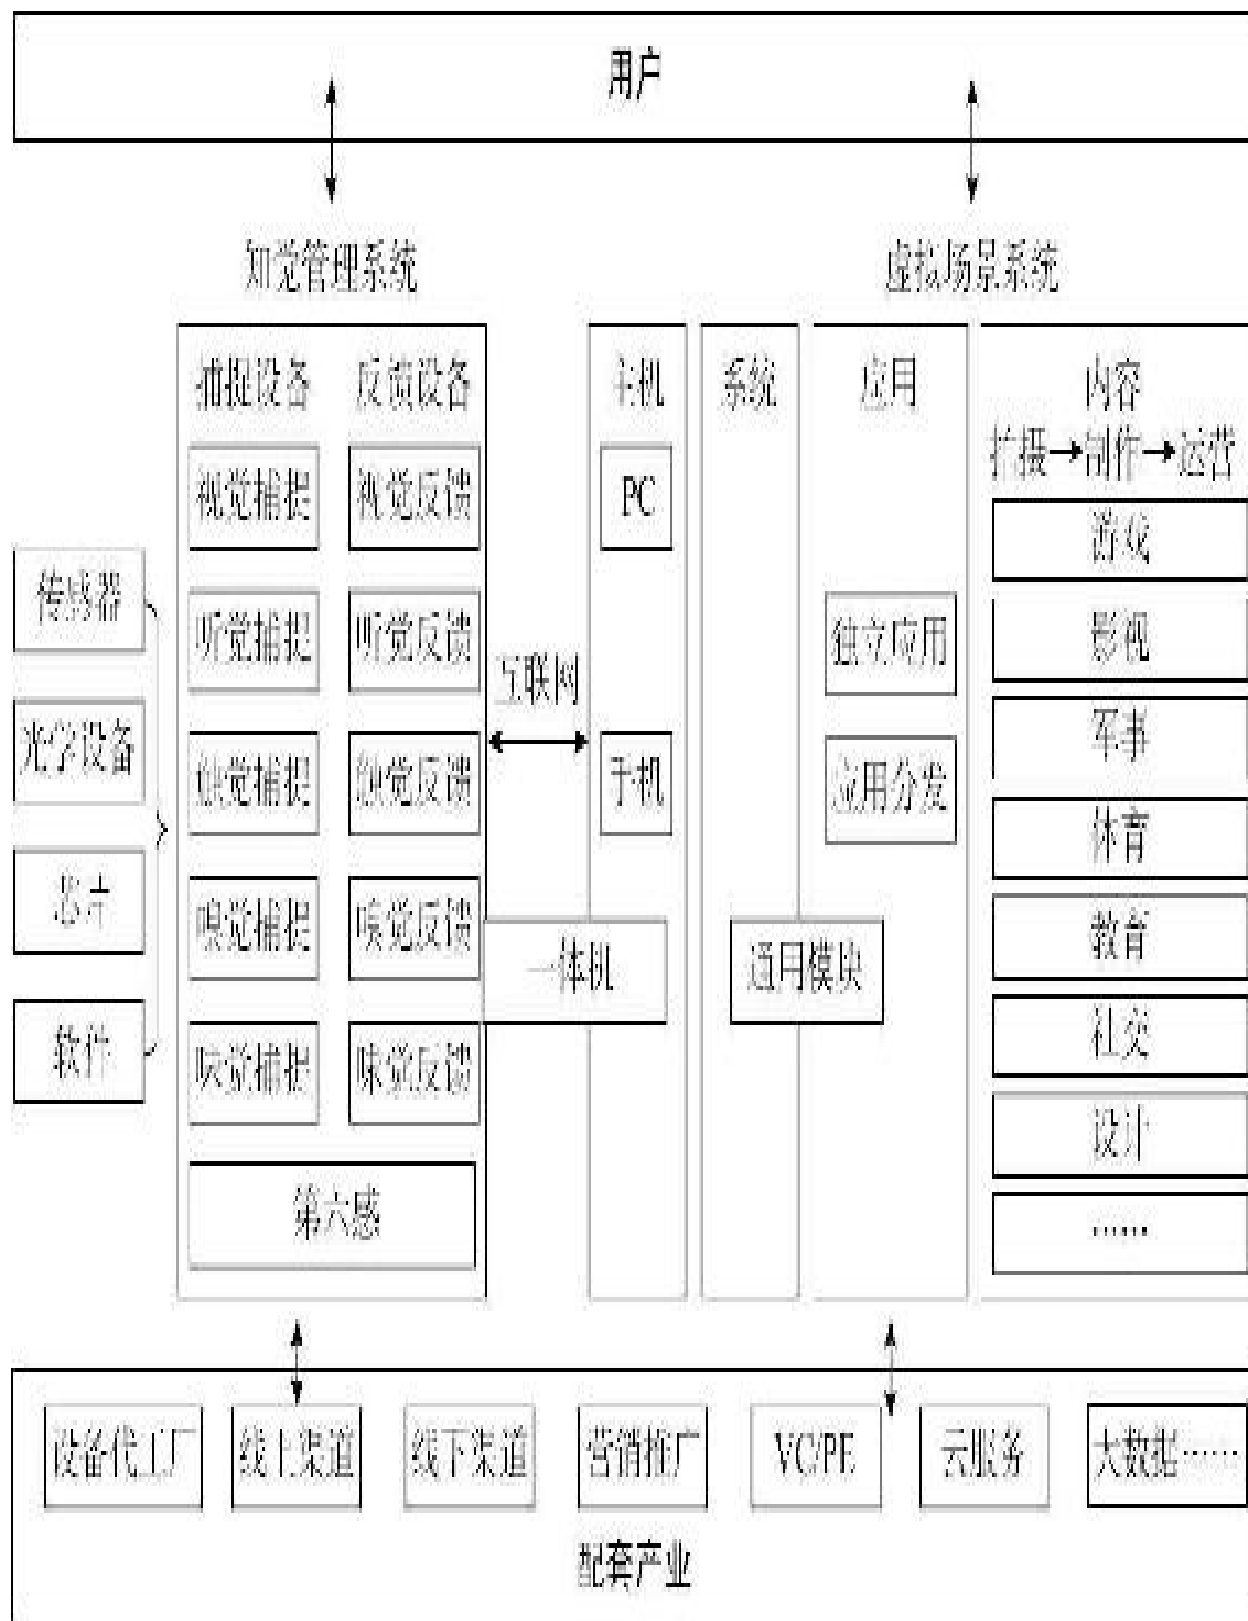 用户
知觉管理系统
虚拟场景系统
捕捉设备
反馈设备
主机
系统
应用
内容
拍摄→制作→运营
视觉捕捉
视觉反馈
PC
游戏
传感器
听觉捕捉
听觉反馈
互联网
独立应用
影视
光学设备
触觉捕捉
触觉反馈
手机
应用分发
军事
体育
芯片
嗅觉捕捉
嗅觉反馈
一体机
通用模块
教育
软件
味觉捕捉
味觉反馈
社交
设计
第六感
……
设备代工厂
线上渠道
线下渠道
营销推广
VC/PE
云服务
大数据……
配套产业